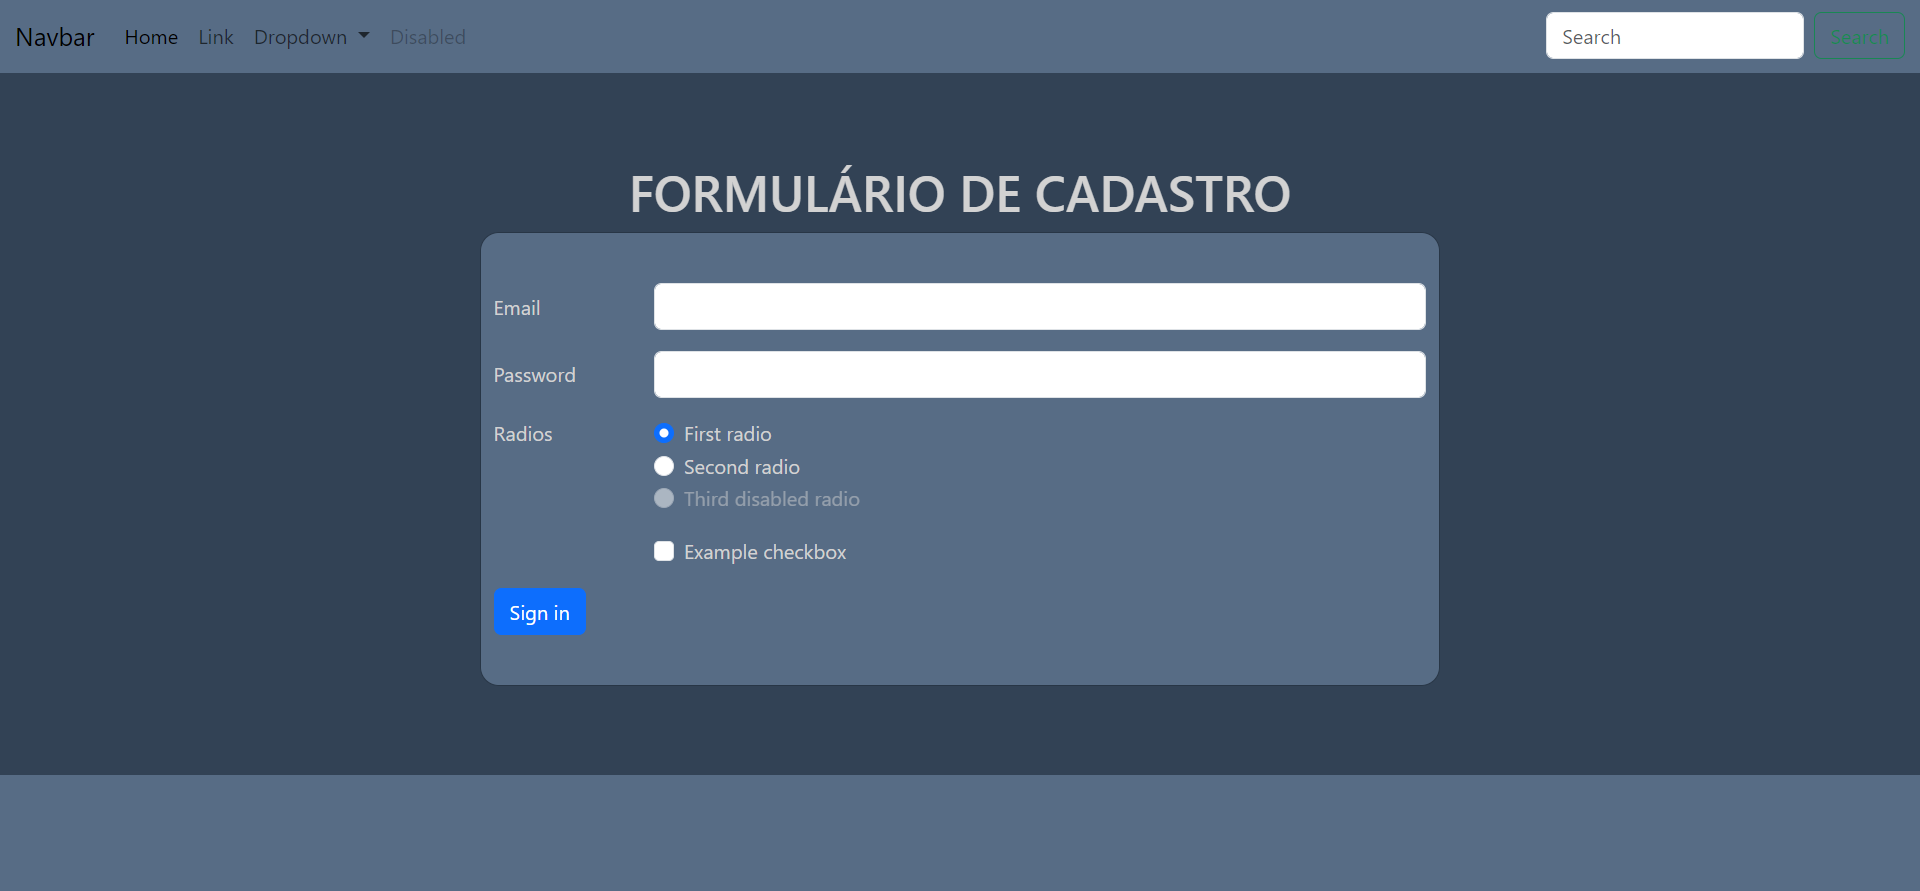 Navbar Home Link Dropdown Disabled Search Search
FORMULÁRIO DE CADASTRO
Email
Password
Radios First radio
Second radio
Third disabled radio
Example checkbox
Sign in